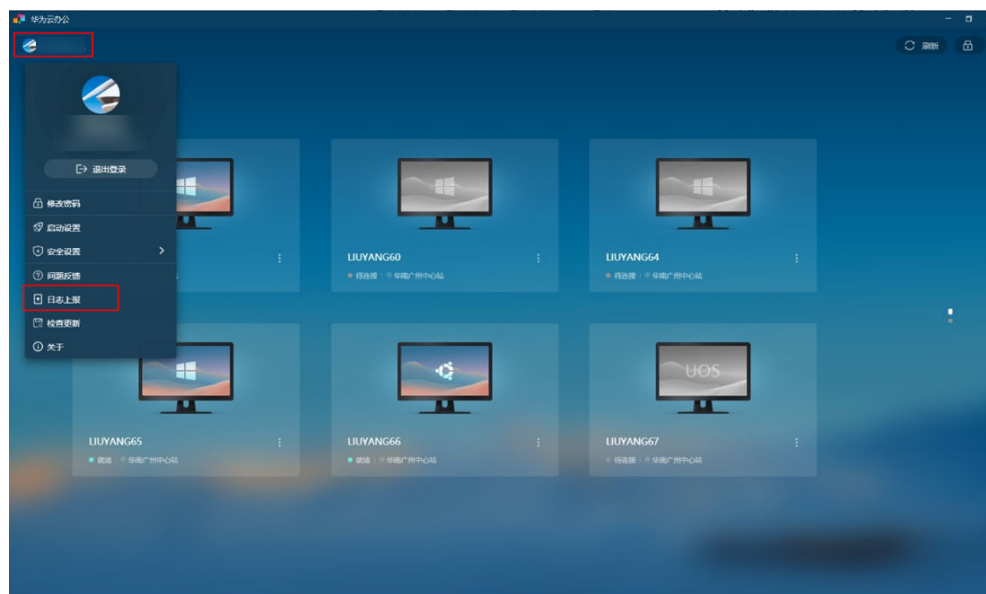 华为云办公
刷新
退出登录
修改密码
启动设置
安全设置
问题反馈
日志上报
检查更新
关于
LIUYANG60
待连接 华南广州中心站
LIUYANG64
待连接 华南广州中心站
UOS
LIUYANG65
就绪 华南广州中心站
LIUYANG66
就绪 华南广州中心站
LIUYANG67
待连接 华南广州中心站